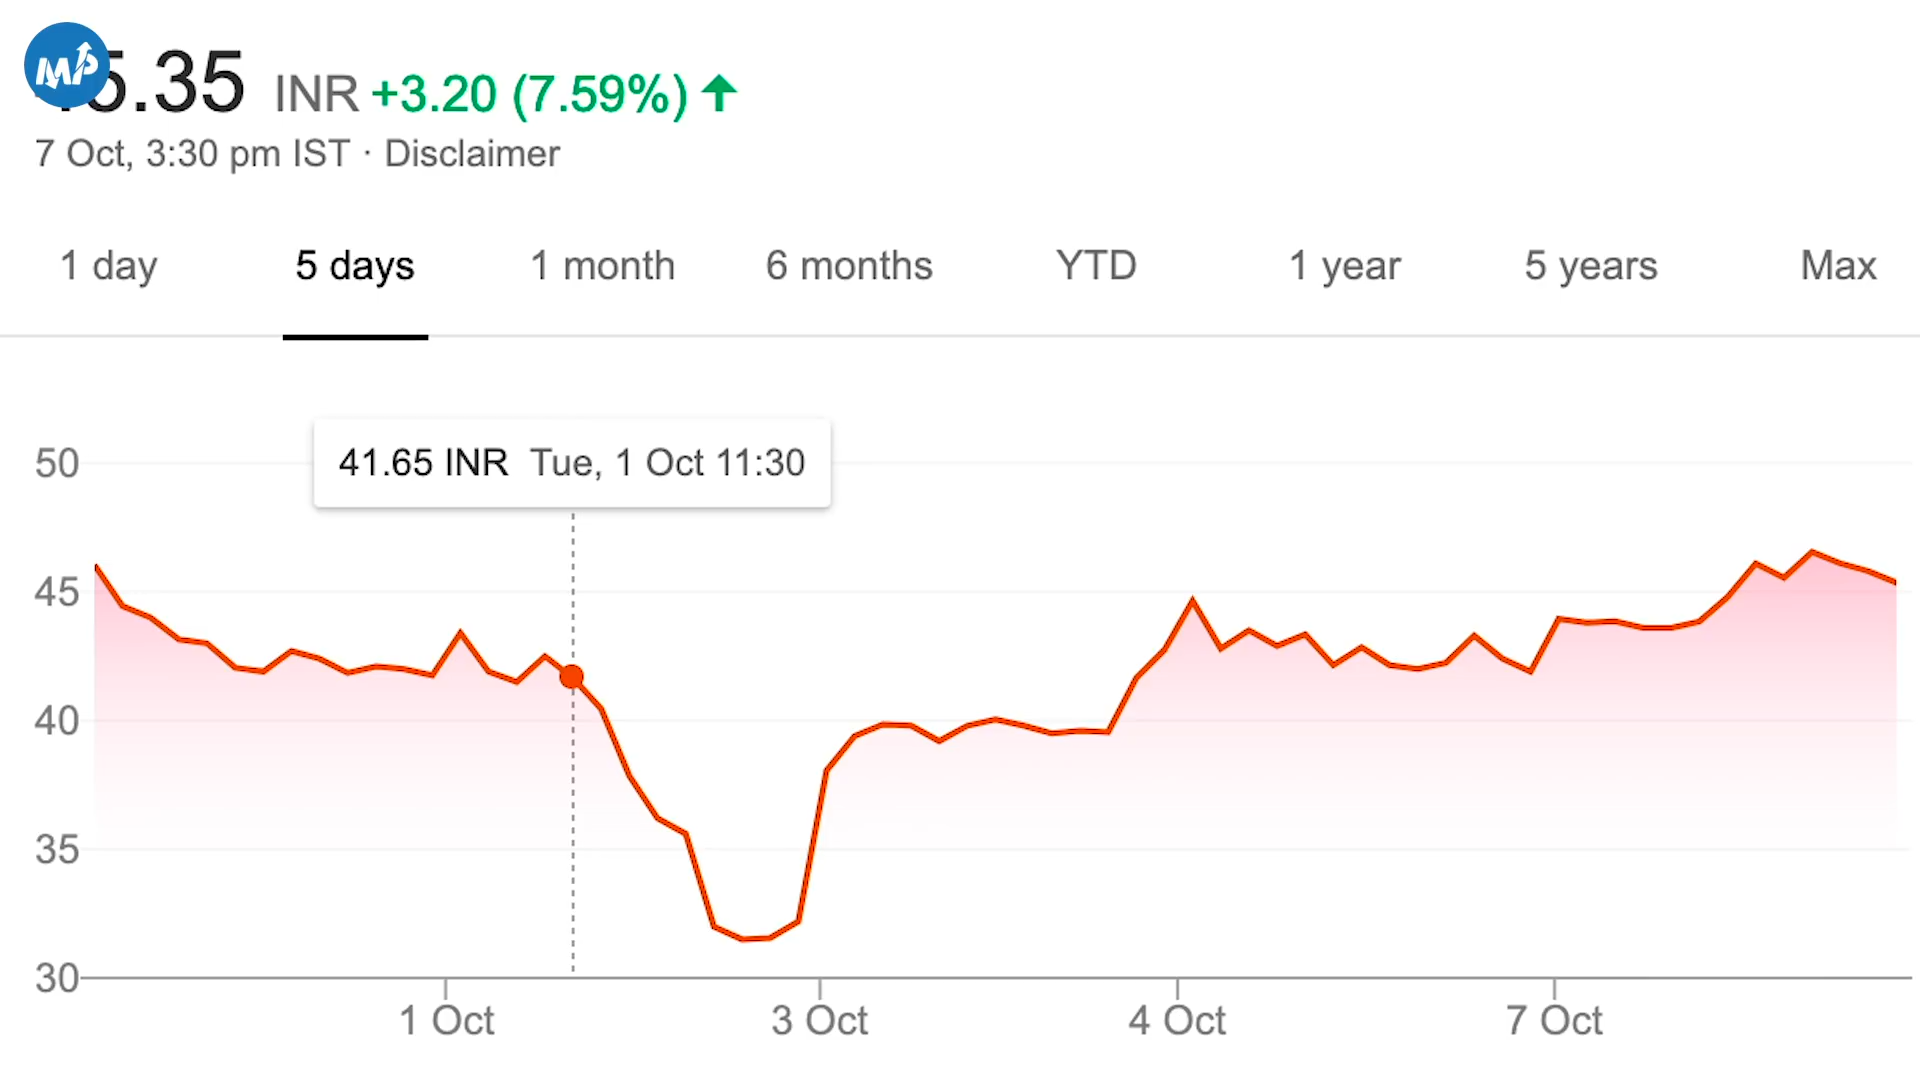 MP
5.35 INR +3.20 (7.59%)
7 Oct, 3:30 pm IST · Disclaimer
1 day 5 days 1 month 6 months YTD 1 year 5 years Max
41.65 INR Tue, 1 Oct 11:30
50
45
40
35
30
1 Oct 3 Oct 4 Oct 7 Oct